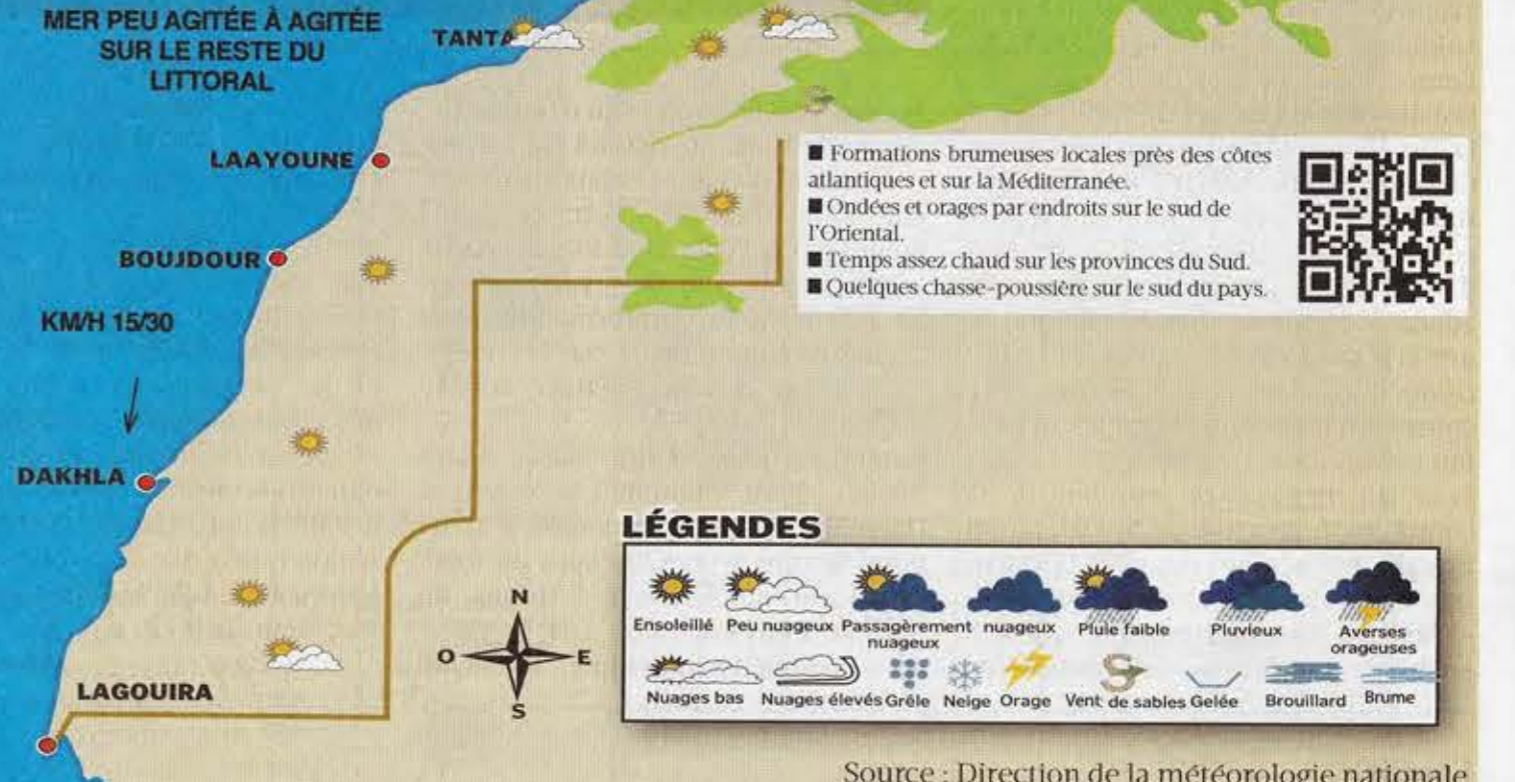 MER PEU AGITÉE À AGITÉE
SUR LE RESTE DU
LITTORAL
TANTA
LAAYOUNE
BOUJDOUR
KM/H 15/30
DAKHLA
LAGOUIRA
■ Formations brumeuses locales près des côtes
atlantiques et sur la Méditerranée.
■ Ondées et orages par endroits sur le sud de
l'Oriental.
■ Temps assez chaud sur les provinces du Sud.
■ Quelques chasse-poussière sur le sud du pays.
N
O E
S
LÉGENDES
Ensoleillé Peu nuageux Passagèrement nuageux Pluie faible Pluvieux Averses
nuageux orageuses
Nuages bas Nuages élevés Grêle Neige Orage Vent de sables Gelée Brouillard Brume
Source : Direction de la météorologie nationale